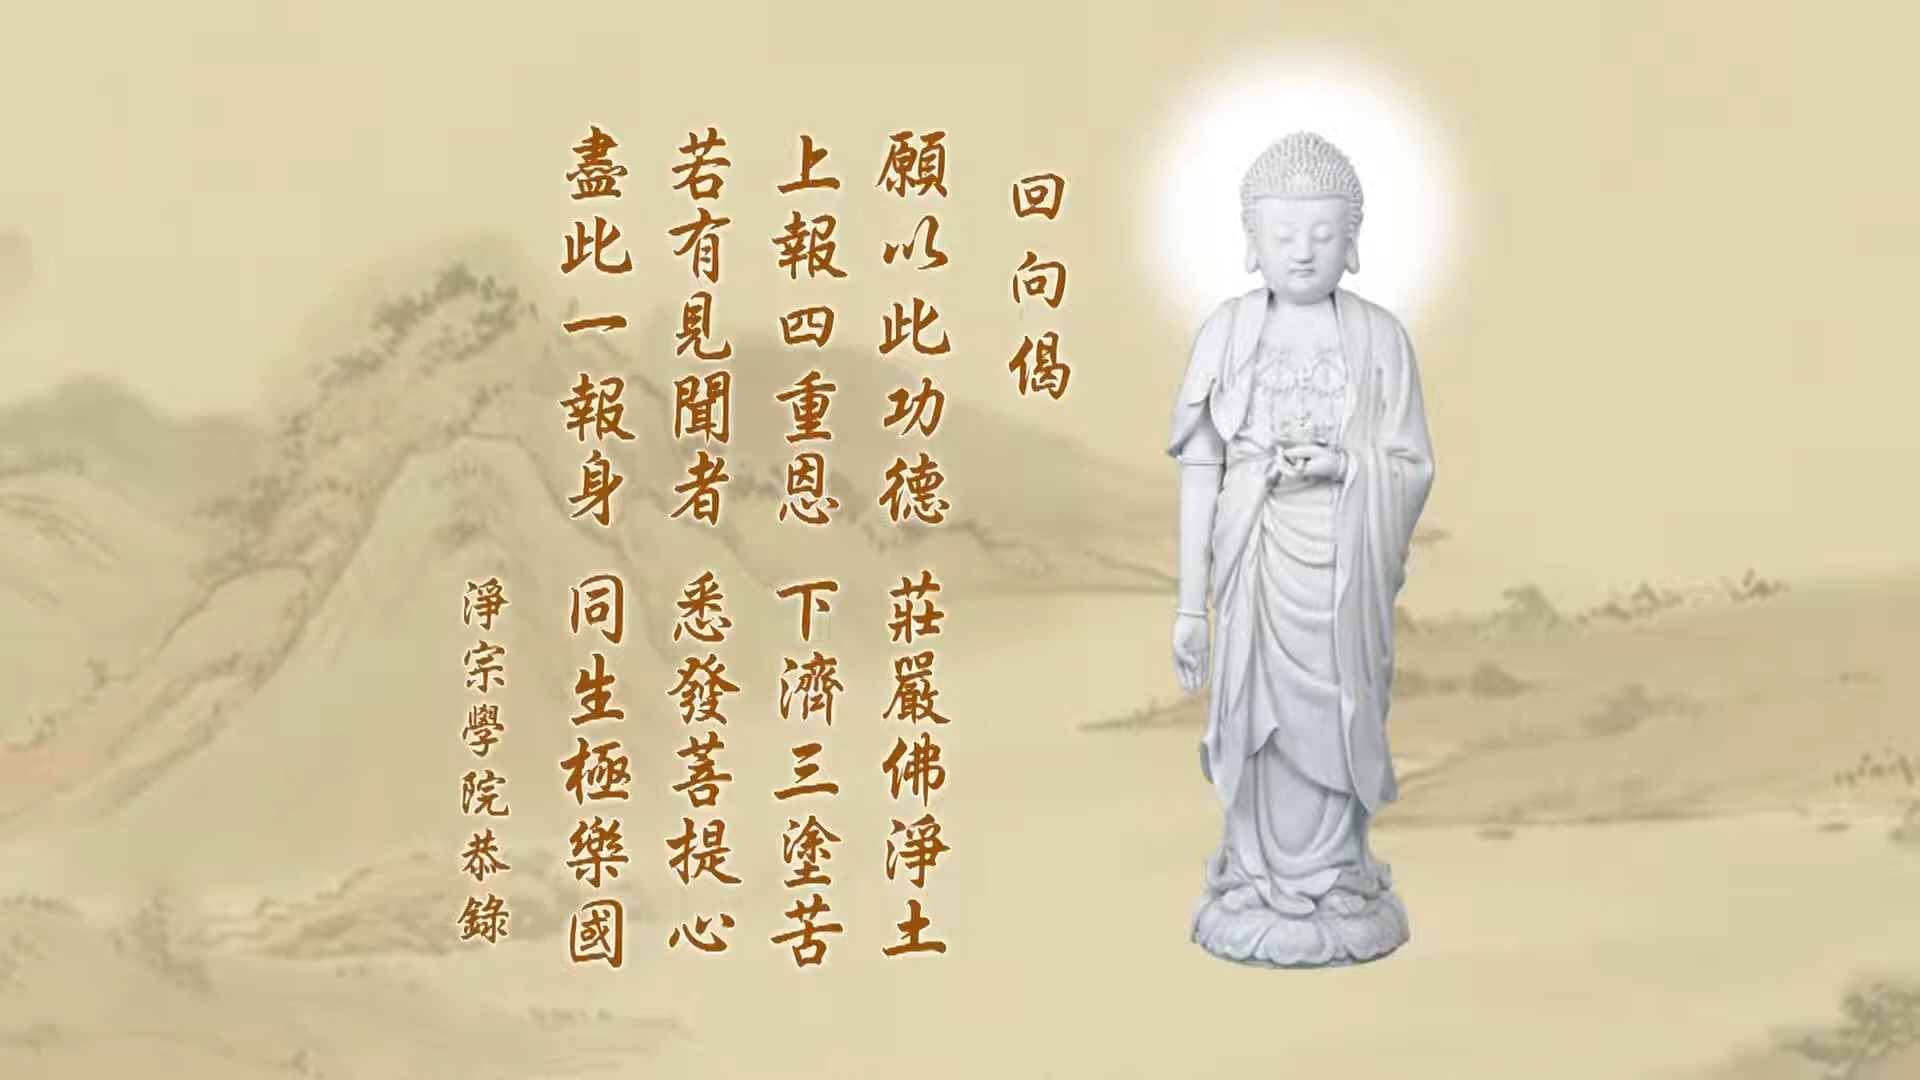 回向偈
願以此功德 莊嚴佛淨土
上報四重恩 下濟三塗苦
若有見聞者 悉發菩提心
盡此一報身 同生極樂國
淨宗學院恭錄